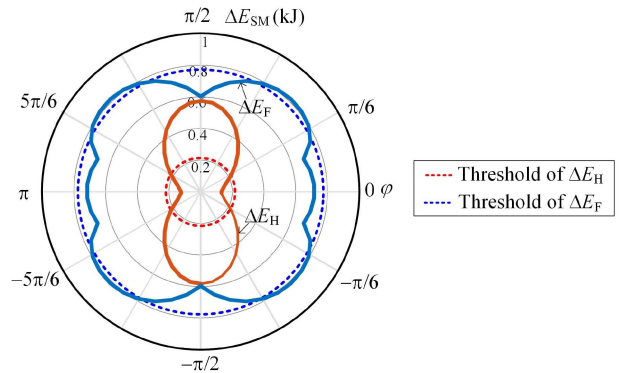 π/2 ΔE_SM (kJ)
1
0.8
0.6
0.4
0.2
5π/6
π/6
ΔE_F
π
0 φ
ΔE_H
−5π/6
−π/6
−π/2
Threshold of ΔE_H
Threshold of ΔE_F